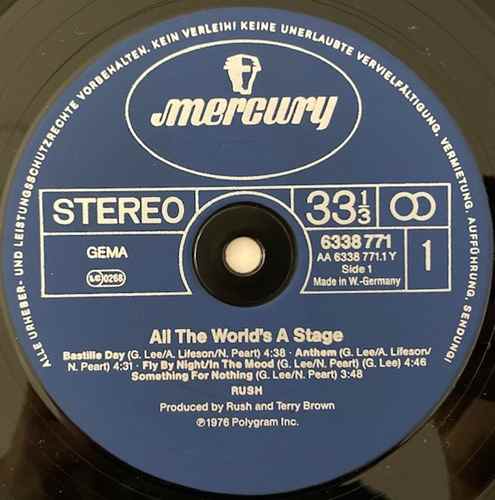 ALLE URHEBER- UND LEISTUNGSSCHUTZRECHTE VORBEHALTEN. KEIN VERLEIH! KEINE UNERLAUBTE VERVIELFÄLTIGUNG, VERMIETUNG, AUFFÜHRUNG, SENDUNG!
mercury
STEREO
33 1/3
GEMA
LC 0268
6338 771
AA 6338 771.1Y
Side 1
Made in W.-Germany
1
All The World's A Stage
Bastille Day (G. Lee/A. Lifeson/N. Peart) 4:38 · Anthem (G. Lee/A. Lifeson/
N. Peart) 4:31 · Fly By Night/In The Mood (G. Lee/N. Peart) (G. Lee) 4:46
Something For Nothing (G. Lee/N. Peart) 3:48
RUSH
Produced by Rush and Terry Brown
℗1976 Polygram Inc.